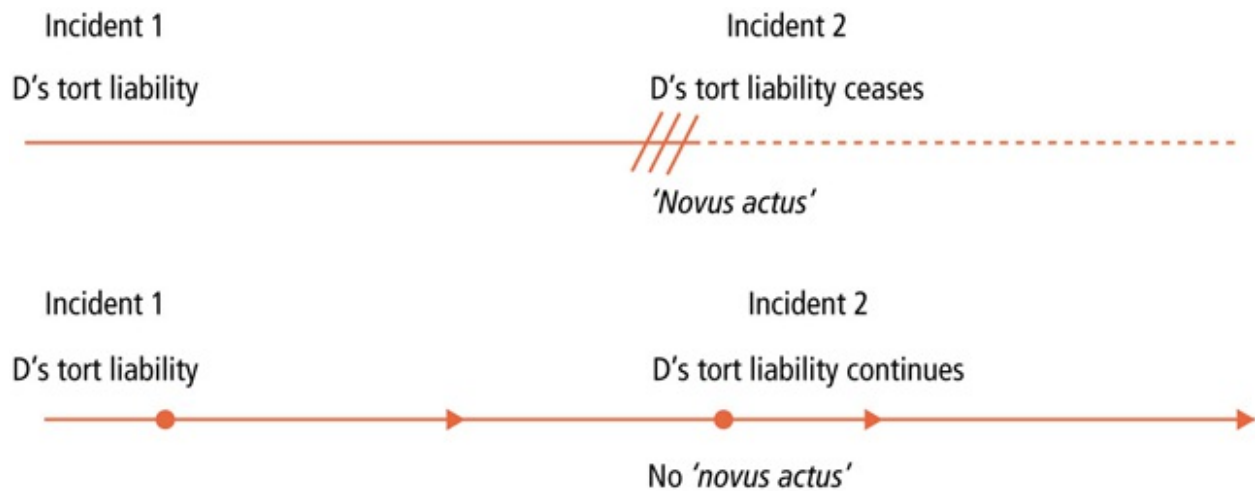 Incident 1
Incident 2
D's tort liability
D's tort liability ceases
'Novus actus'
Incident 1
Incident 2
D's tort liability
D's tort liability continues
No 'novus actus'